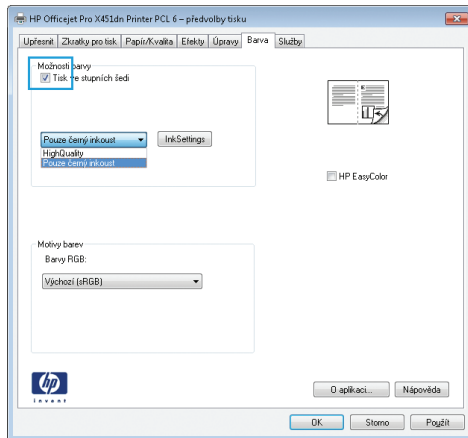 HP Officejet Pro X451dn Printer PCL 6 – předvolby tisku
Upřesnit Zkratky pro tisk Papír/Kvalita Efekty Úpravy Barva Služby
Možnosti barvy
Tisk ve stupních šedi
Pouze černý inkoust InkSettings
HighQuality
Pouze černý inkoust
HP EasyColor
Motivy barev
Barvy RGB:
Výchozí (sRGB)
hp
invent
O aplikaci... Nápověda
OK Storno Použít